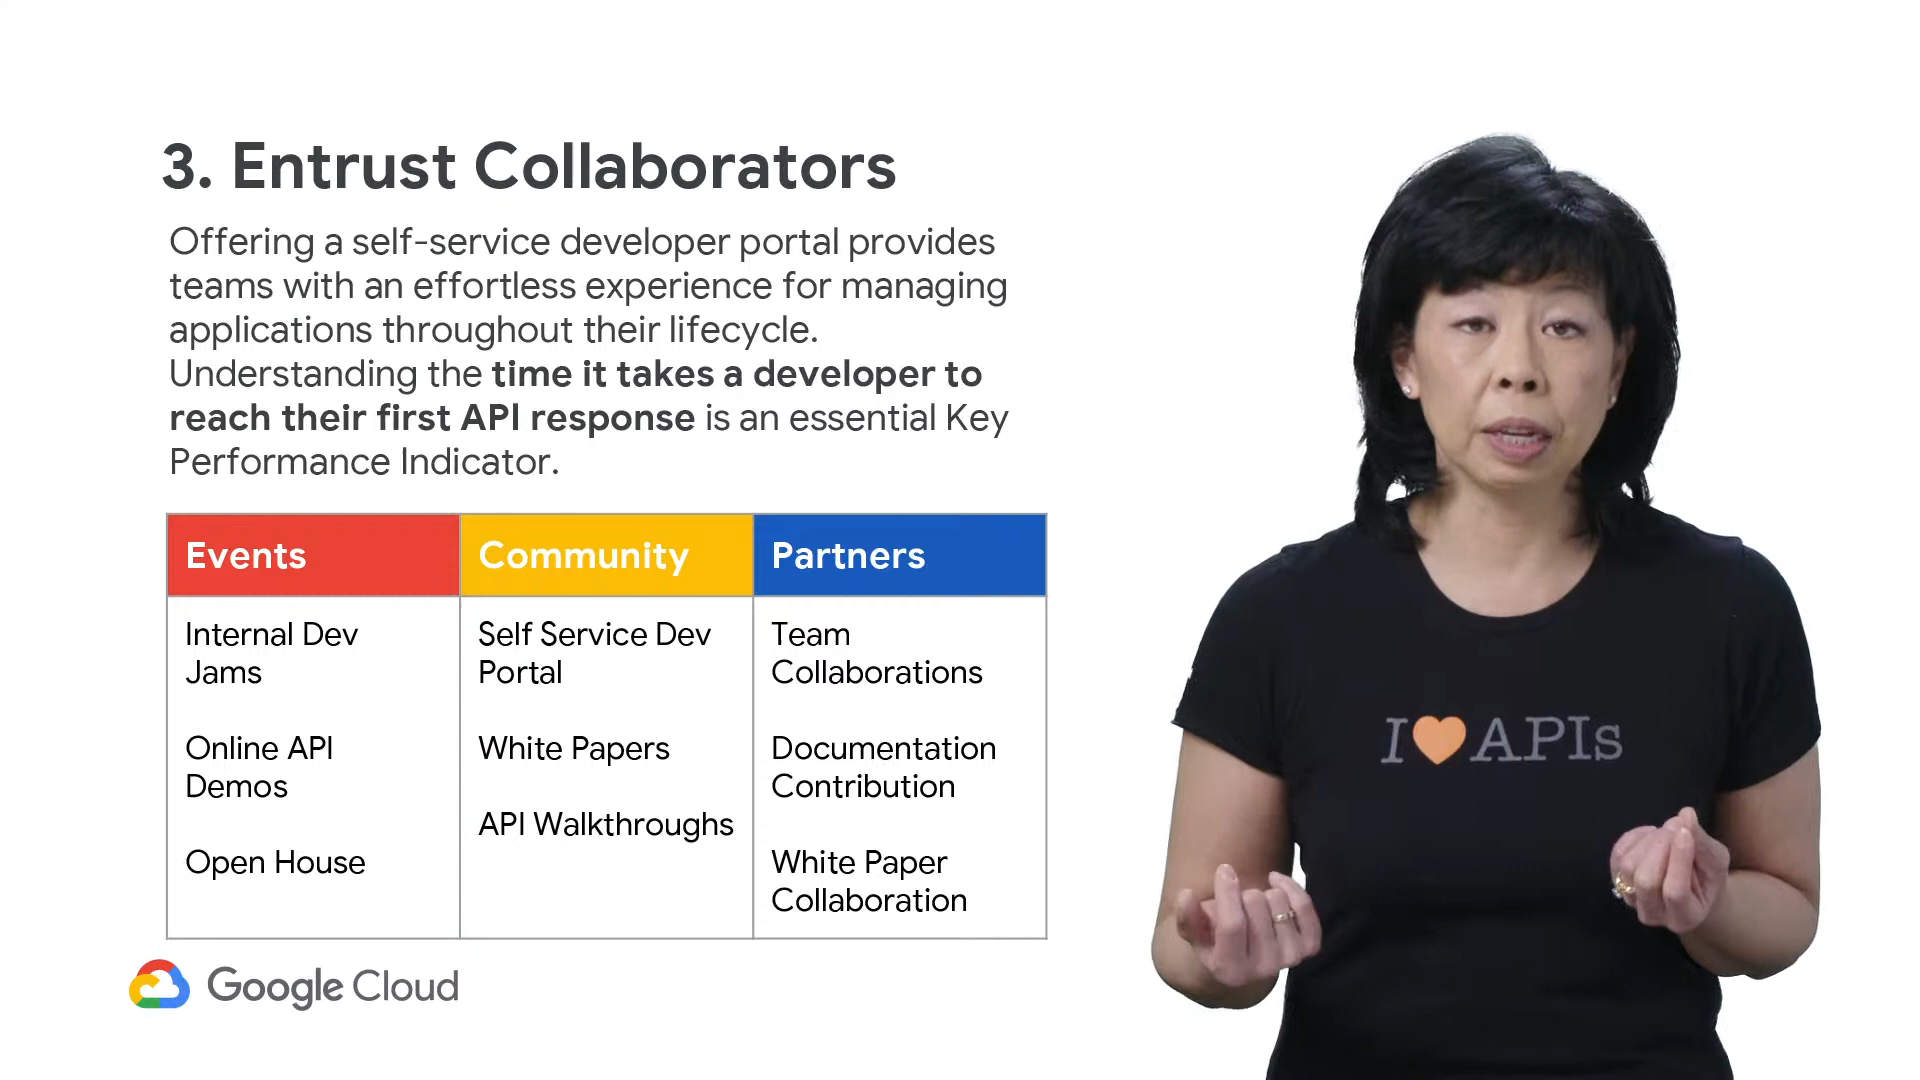 3. Entrust Collaborators
Offering a self-service developer portal provides
teams with an effortless experience for managing
applications throughout their lifecycle.
Understanding the time it takes a developer to
reach their first API response is an essential Key
Performance Indicator.
Events
Community
Partners
Internal Dev
Jams
Online API
Demos
Open House
Self Service Dev
Portal
White Papers
API Walkthroughs
Team
Collaborations
Documentation
Contribution
White Paper
Collaboration
Google Cloud
I🧡APIs